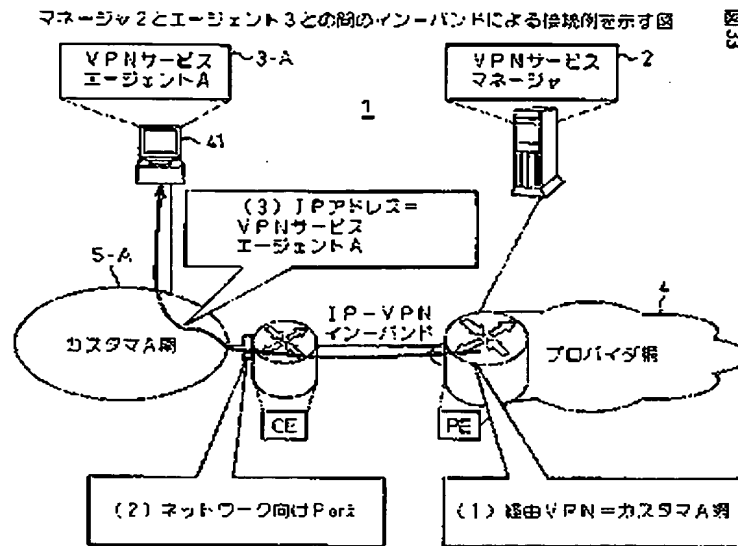 マネージャ2とエージェント3との間のインーバンドによる接続例を示す図
図33
VPNサービス
エージェントA
3-A
VPNサービス
マネージャ
2
1
41
(3) IPアドレス=
VPNサービス
エージェントA
5-A
カスタマA網
IP-VPN
インーバンド
4
プロバイダ網
CE
PE
(2) ネットワーク向けPort
(1) 経由VPN=カスタマA網